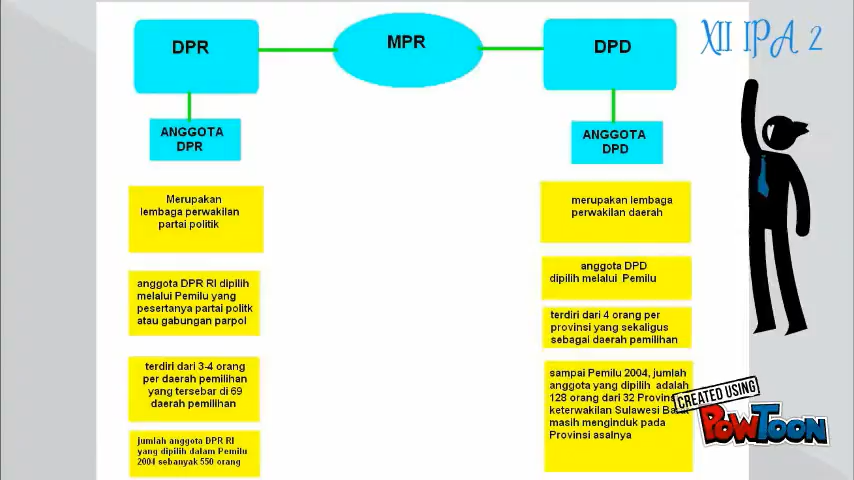 DPR
MPR
DPD
XII IPA 2
ANGGOTA
DPR
ANGGOTA
DPD
Merupakan
lembaga perwakilan
partai politik
anggota DPR RI dipilih
melalui Pemilu yang
pesertanya partai politk
atau gabungan parpol
terdiri dari 3-4 orang
per daerah pemilihan
yang tersebar di 69
daerah pemilihan
jumlah anggota DPR RI
yang dipilih dalam Pemilu
2004 sebanyak 550 orang
merupakan lembaga
perwakilan daerah
anggota DPD
dipilih melalui Pemilu
terdiri dari 4 orang per
provinsi yang sekaligus
sebagai daerah pemilihan
sampai Pemilu 2004, jumlah
anggota yang dipilih adalah
128 orang dari 32 Provinsi
keterwakilan Sulawesi Barat
masih menginduk pada
Provinsi asalnya
CREATED USING
POWTOON